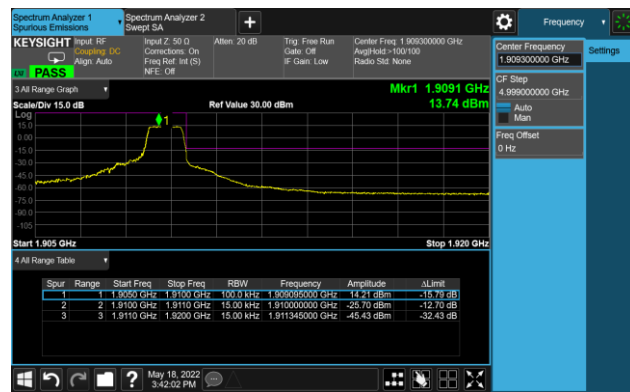 Spectrum Analyzer 1
Spurious Emissions
Spectrum Analyzer 2
Swept SA
Frequency
KEYSIGHT
Input: RF
Coupling: DC
Align: Auto
Input Z: 50 Ω
Corrections: On
Freq Ref: Int (S)
NFE: Off
Atten: 20 dB
Trig: Free Run
Gate: Off
IF Gain: Low
Center Freq: 1.909300000 GHz
Avg|Hold:>100/100
Radio Std: None
PASS
Center Frequency
1.909300000 GHz
Settings
CF Step
4.999000000 GHz
Auto
Man
Freq Offset
0 Hz
3 All Range Graph
Mkr1 1.9091 GHz
13.74 dBm
Scale/Div 15.0 dB
Ref Value 30.00 dBm
Log
1
15.0
0.00
-15.0
-30.0
-45.0
-60.0
-75.0
-90.0
-105
Start 1.905 GHz
Stop 1.920 GHz
4 All Range Table
Spur Range Start Freq Stop Freq RBW Frequency Amplitude ΔLimit
1 1 1.9050 GHz 1.9100 GHz 100.0 kHz 1.909095000 GHz 14.21 dBm -15.79 dB
2 2 1.9100 GHz 1.9110 GHz 15.00 kHz 1.910000000 GHz -25.70 dBm -12.70 dB
3 3 1.9110 GHz 1.9200 GHz 15.00 kHz 1.911345000 GHz -45.43 dBm -32.43 dB
May 18, 2022
3:42:02 PM